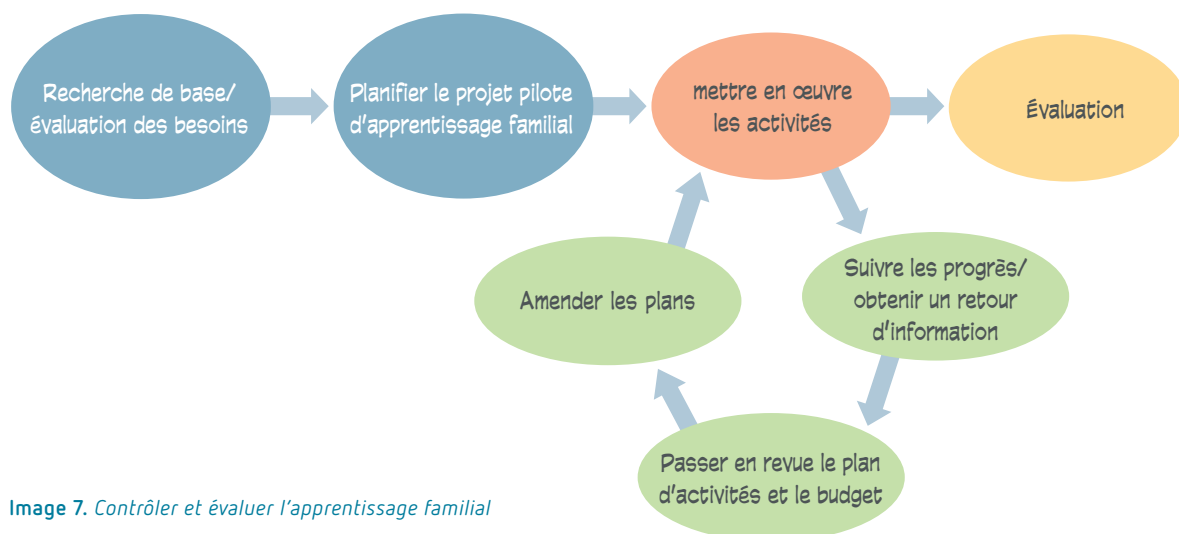 Recherche de base/
évaluation des besoins
Planifier le projet pilote
d'apprentissage familial
mettre en œuvre
les activités
Évaluation
Suivre les progrès/
obtenir un retour
d'information
Amender les plans
Passer en revue le plan
d'activités et le budget
Image 7. Contrôler et évaluer l'apprentissage familial